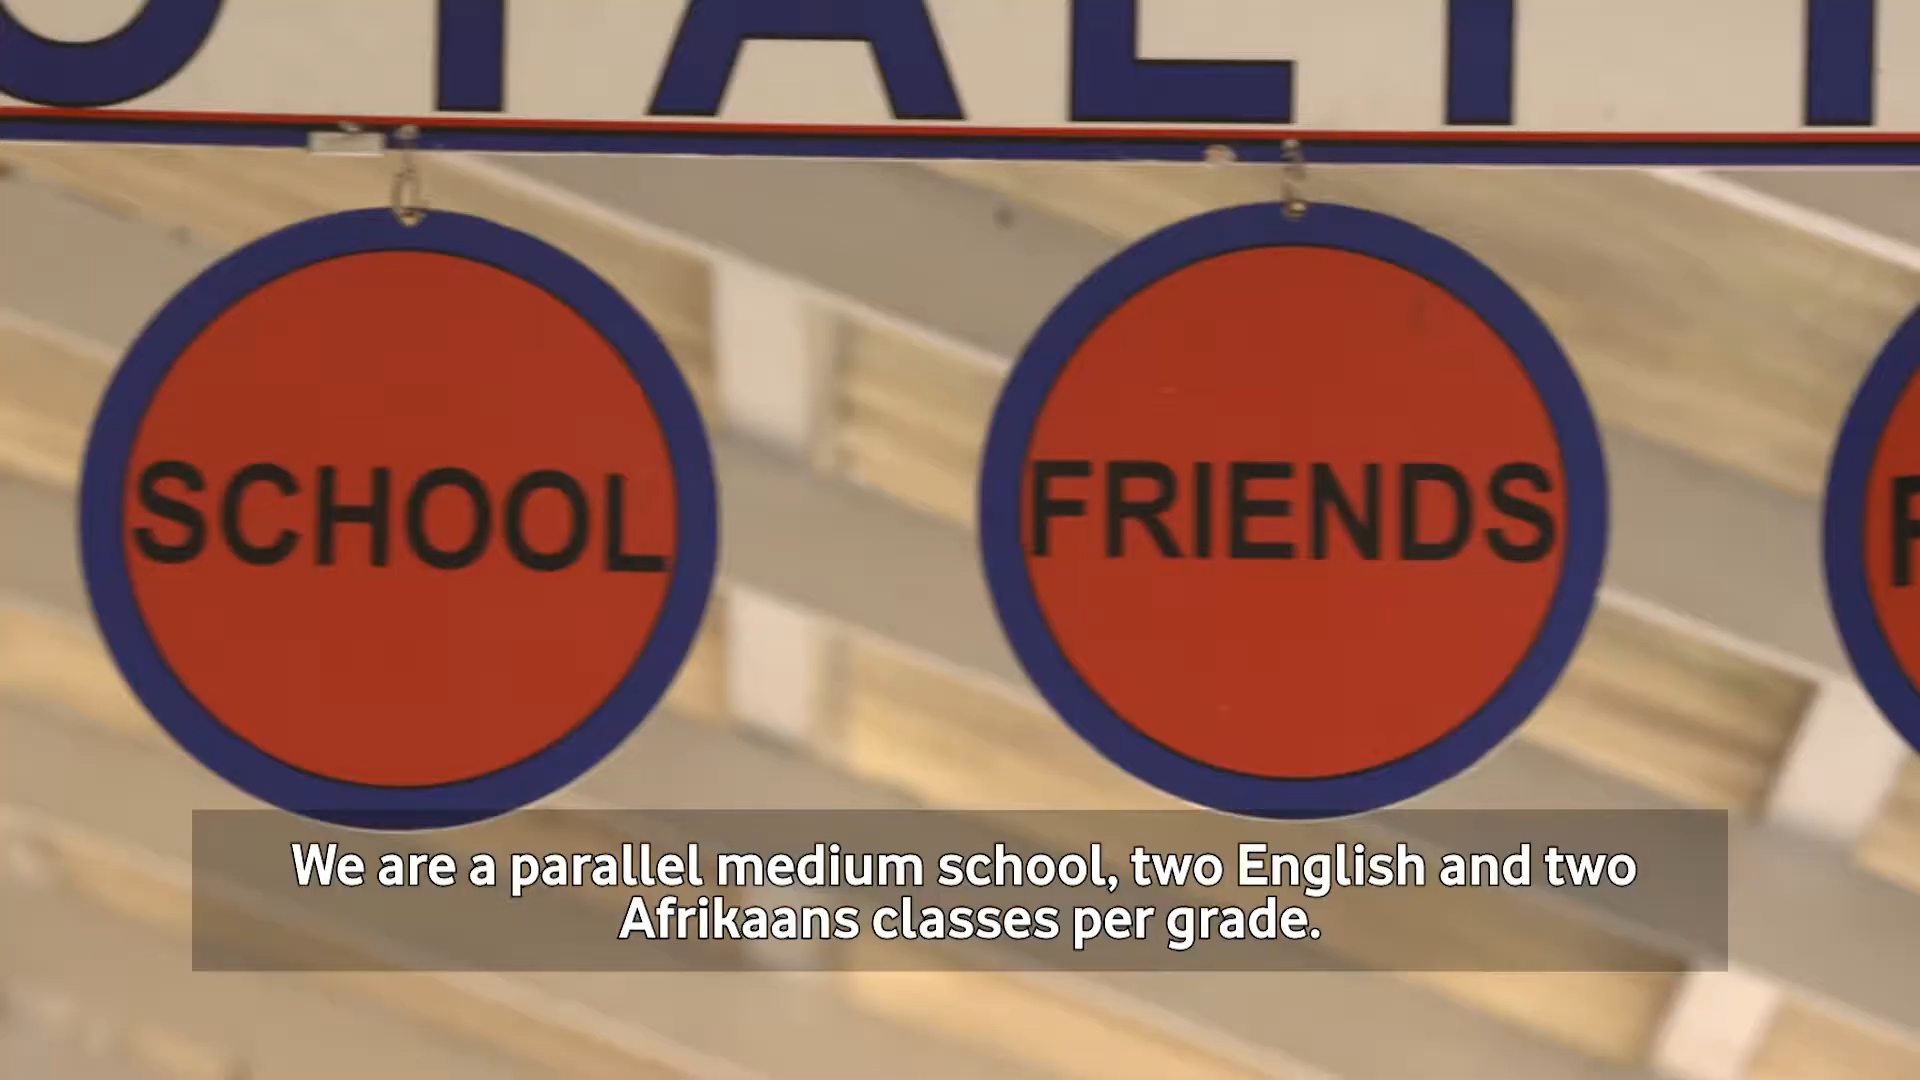 SCHOOL
FRIENDS
We are a parallel medium school, two English and two
Afrikaans classes per grade.